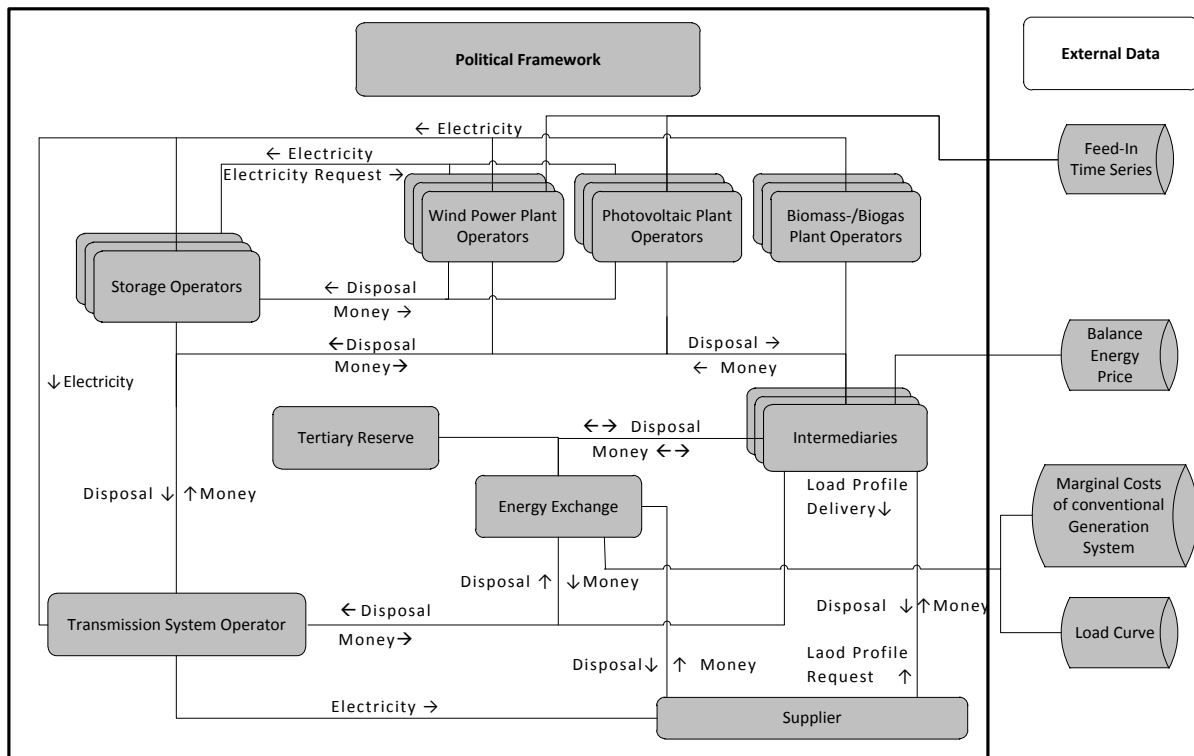 Political Framework
External Data
← Electricity
← Electricity
Electricity Request →
Feed-In
Time Series
Wind Power Plant
Operators
Photovoltaic Plant
Operators
Biomass-/Biogas
Plant Operators
Storage Operators
← Disposal
Money →
← Disposal
Money →
Disposal →
← Money
Balance
Energy
Price
↓ Electricity
Tertiary Reserve
←→ Disposal
Money ←→
Intermediaries
Disposal ↓ ↑ Money
Energy Exchange
Load Profile
Delivery ↓
Marginal Costs
of conventional
Generation
System
Disposal ↑ ↓ Money
Transmission System Operator
← Disposal
Money →
Disposal ↓ ↑ Money
Load Curve
Disposal ↓ ↑ Money
Laod Profile
Request ↑
Electricity →
Supplier